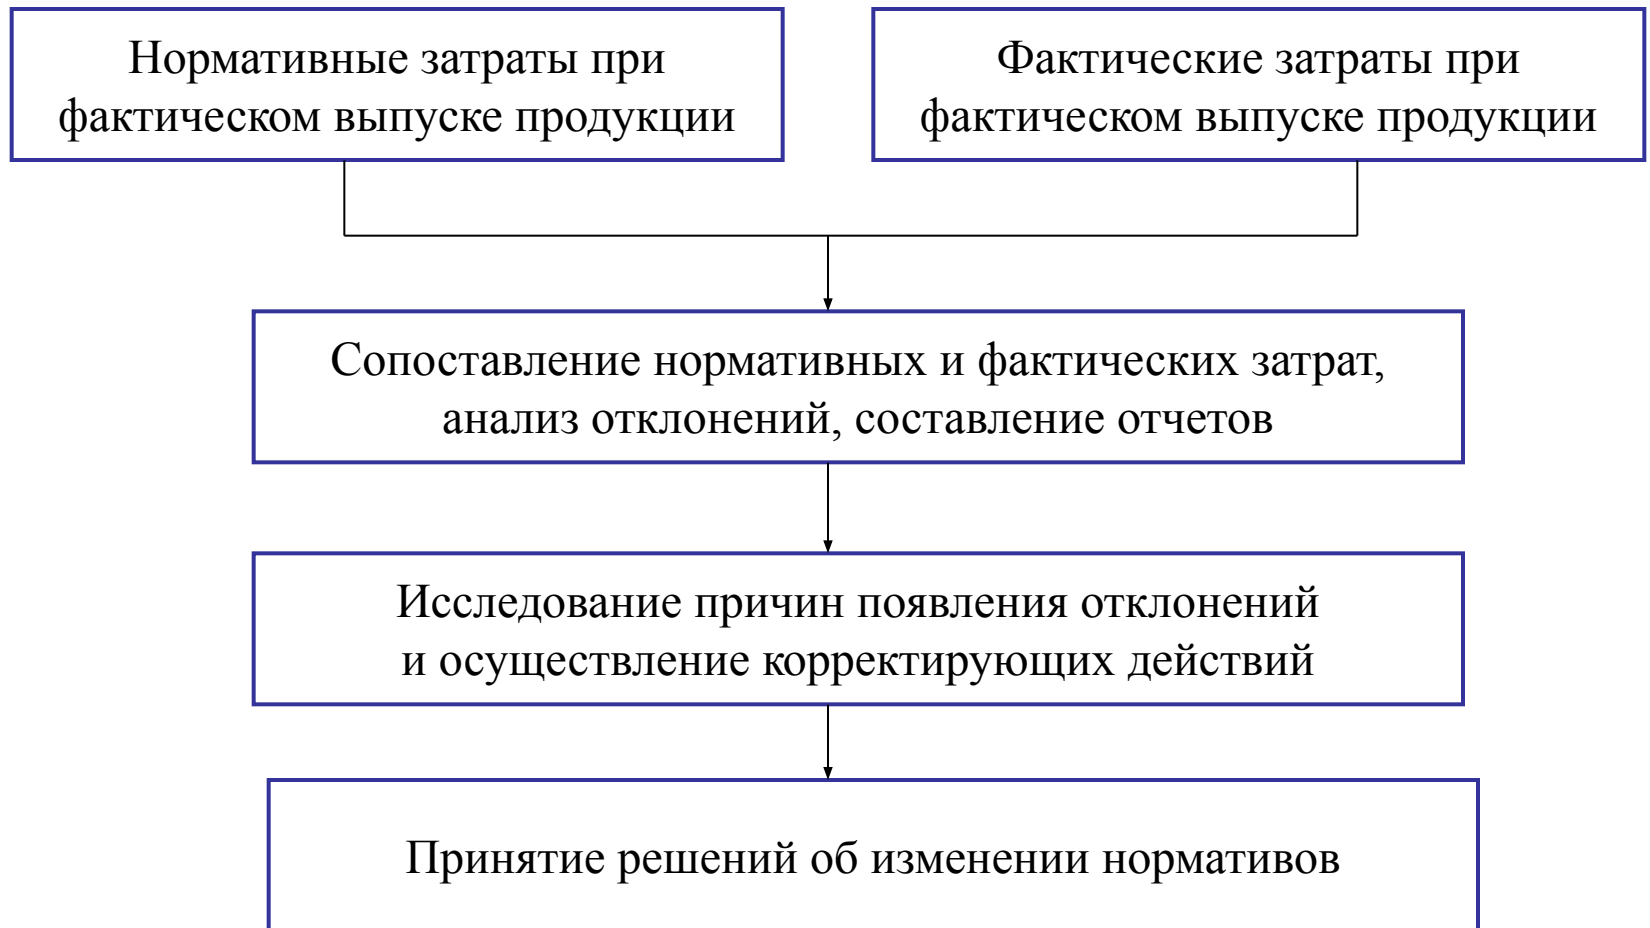 Нормативные затраты при
фактическом выпуске продукции
Фактические затраты при
фактическом выпуске продукции
Сопоставление нормативных и фактических затрат,
анализ отклонений, составление отчетов
Исследование причин появления отклонений
и осуществление корректирующих действий
Принятие решений об изменении нормативов